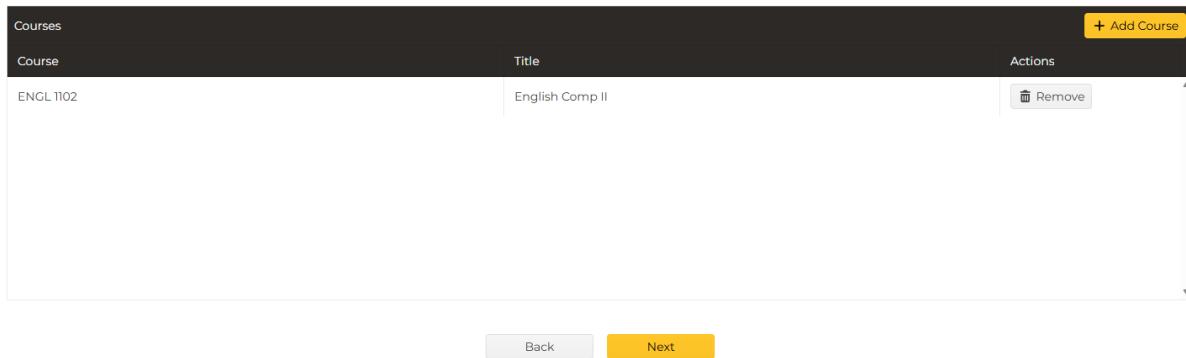 Courses
+ Add Course
Course Title Actions
ENGL 1102 English Comp II Remove
Back Next